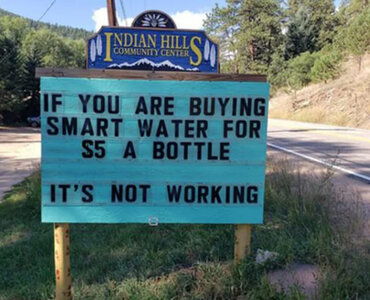 INDIAN HILLS
COMMUNITY CENTER
IF YOU ARE BUYING
SMART WATER FOR
$5 A BOTTLE
IT'S NOT WORKING